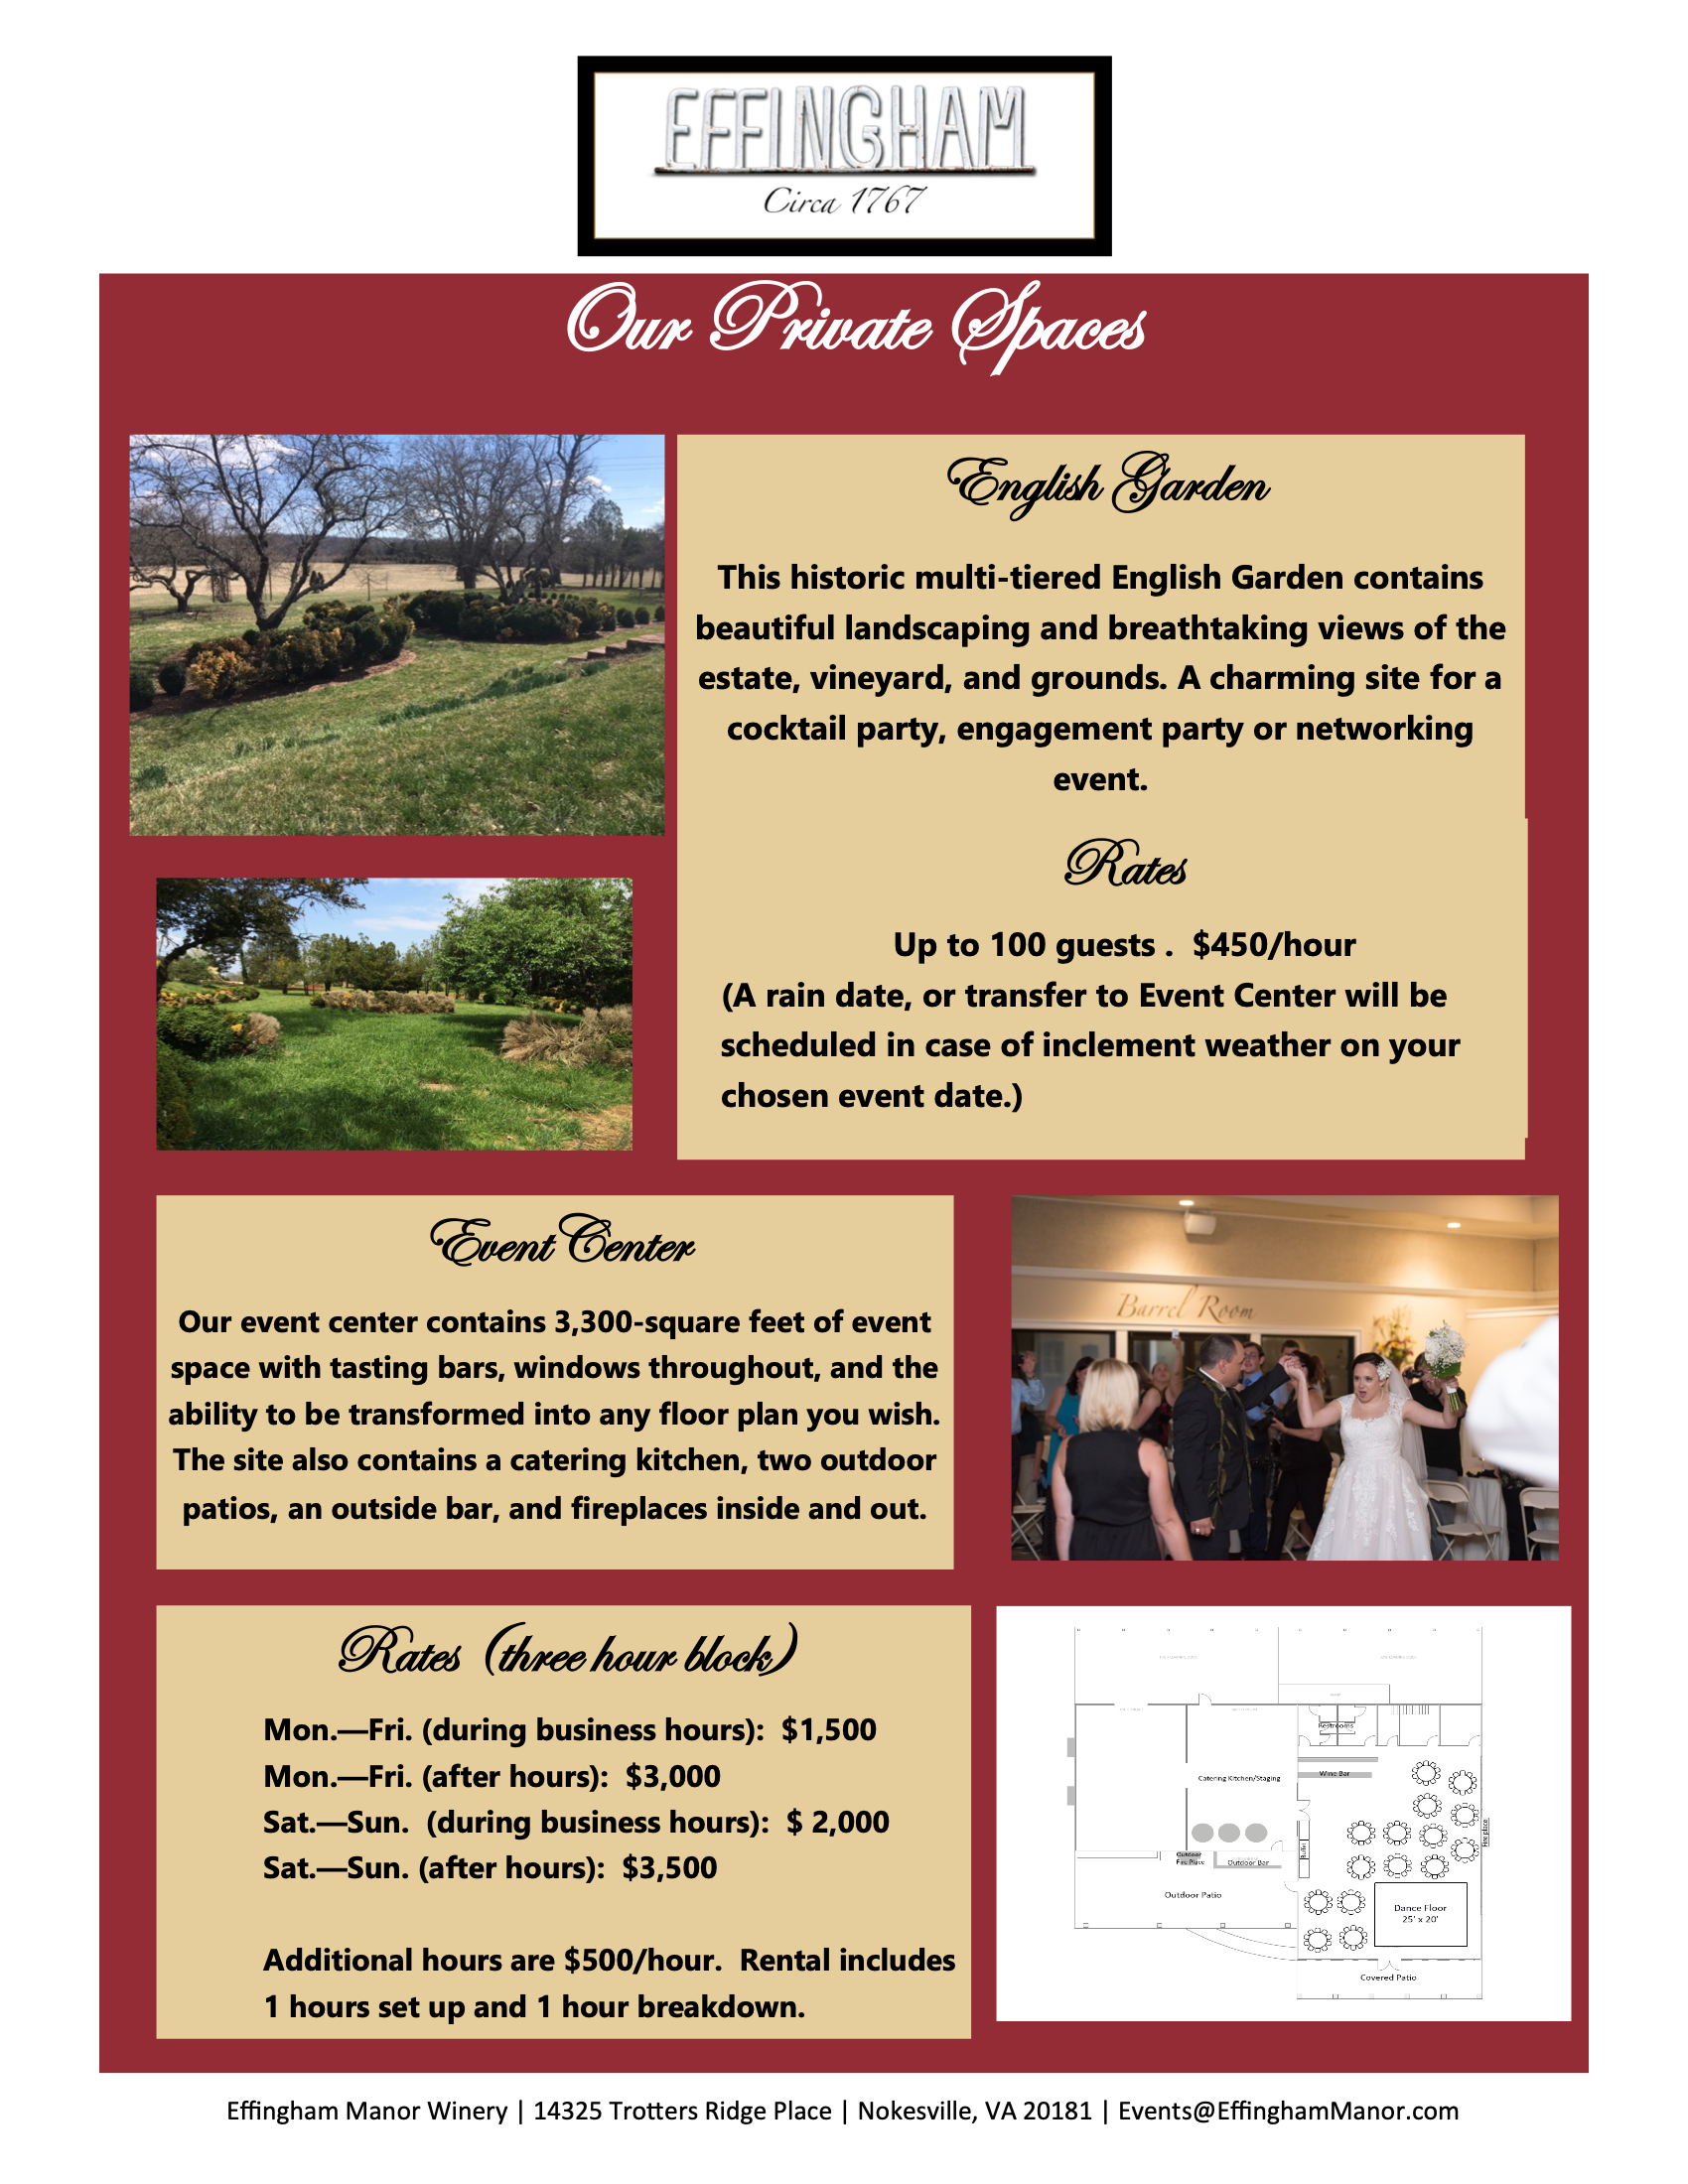 EFFINGHAM
Circa 1767
Our Private Spaces
English Garden
This historic multi-tiered English Garden contains
beautiful landscaping and breathtaking views of the
estate, vineyard, and grounds. A charming site for a
cocktail party, engagement party or networking
event.
Rates
Up to 100 guests .  $450/hour
(A rain date, or transfer to Event Center will be
scheduled in case of inclement weather on your
chosen event date.)
Event Center
Our event center contains 3,300-square feet of event
space with tasting bars, windows throughout, and the
ability to be transformed into any floor plan you wish.
The site also contains a catering kitchen, two outdoor
patios, an outside bar, and fireplaces inside and out.
Barrel Room
Rates (three hour block)
Mon.—Fri. (during business hours):  $1,500
Mon.—Fri. (after hours):  $3,000
Sat.—Sun.  (during business hours):  $ 2,000
Sat.—Sun. (after hours):  $3,500
Additional hours are $500/hour.  Rental includes
1 hours set up and 1 hour breakdown.
Restrooms
Wine Bar
Catering Kitchen/Staging
Fireplace
Buffet
Outdoor
Fire Place
Outdoor Bar
Outdoor Patio
Dance Floor
25' x 20'
Covered Patio
Effingham Manor Winery | 14325 Trotters Ridge Place | Nokesville, VA 20181 | Events@EffinghamManor.com